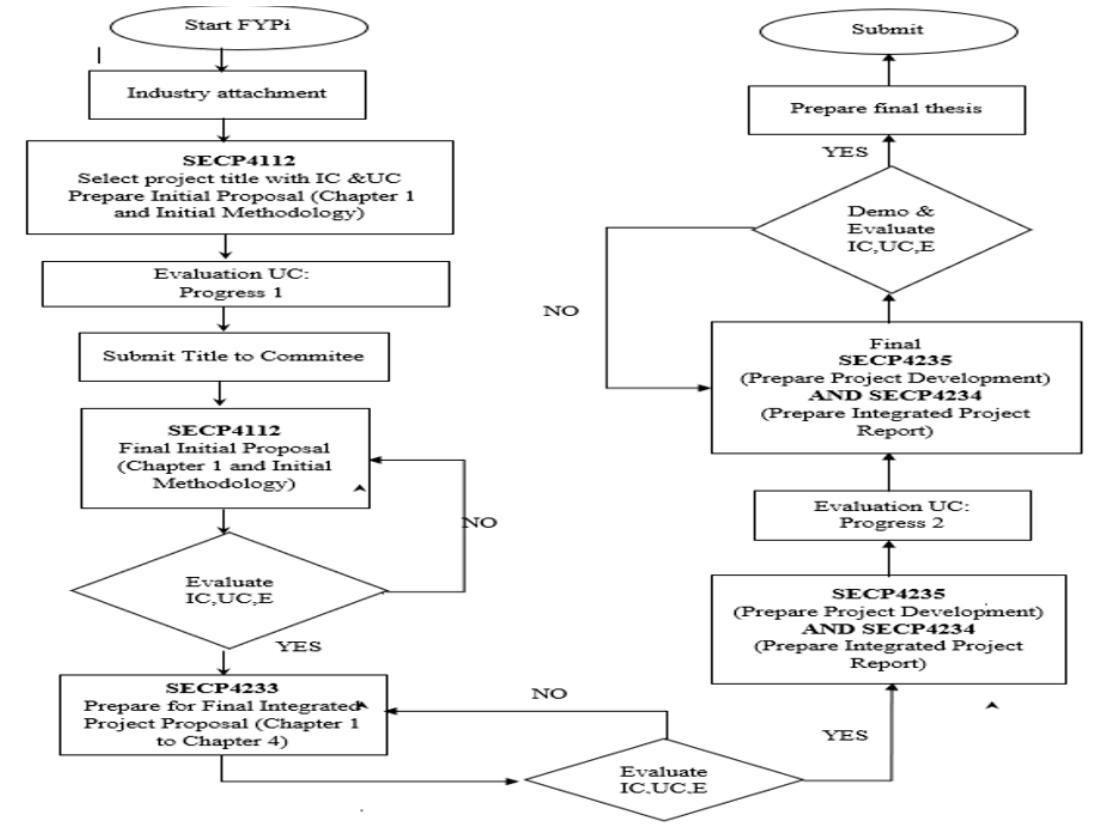 Start FYPi
Industry attachment
SECP4112
Select project title with IC &UC
Prepare Initial Proposal (Chapter 1
and Initial Methodology)
Evaluation UC:
Progress 1
Submit Title to Commitee
SECP4112
Final Initial Proposal
(Chapter 1 and Initial
Methodology)
NO
Evaluate
IC,UC,E
YES
SECP4233
Prepare for Final Integrated
Project Proposal (Chapter 1
to Chapter 4)
NO
Evaluate
IC,UC,E
YES
SECP4235
(Prepare Project Development)
AND SECP4234
(Prepare Integrated Project
Report)
Evaluation UC:
Progress 2
Final
SECP4235
(Prepare Project Development)
AND SECP4234
(Prepare Integrated Project
Report)
NO
Demo &
Evaluate
IC,UC,E
YES
Prepare final thesis
Submit